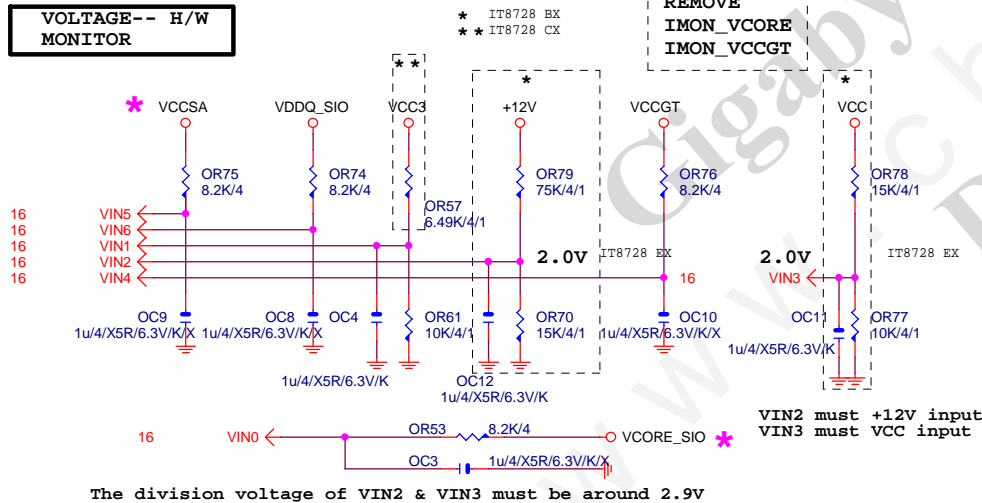 VOLTAGE-- H/W
MONITOR
* IT8728 BX
** IT8728 CX
REMOVE
IMON_VCORE
IMON_VCCGT
* VCCSA
VDDQ_SIO
** VCC3
* +12V
VCCGT
* VCC
OR75
8.2K/4
OR74
8.2K/4
OR57
6.49K/4/1
OR79
75K/4/1
OR76
8.2K/4
OR78
15K/4/1
16 VIN5
16 VIN6
16 VIN1
16 VIN2
16 VIN4
2.0V
IT8728 EX
16
2.0V
VIN3
IT8728 EX
OC9
1u/4/X5R/6.3V/K/X
OC8
1u/4/X5R/6.3V/K/X
OC4
1u/4/X5R/6.3V/K
OR61
10K/4/1
OC12
1u/4/X5R/6.3V/K
OR70
15K/4/1
OC10
1u/4/X5R/6.3V/K/X
OC11
1u/4/X5R/6.3V/K
OR77
10K/4/1
VIN2 must +12V input
VIN3 must VCC input
16 VIN0
OR53 8.2K/4
VCORE_SIO *
OC3 1u/4/X5R/6.3V/K/X
The division voltage of VIN2 & VIN3 must be around 2.9V
Gigaby